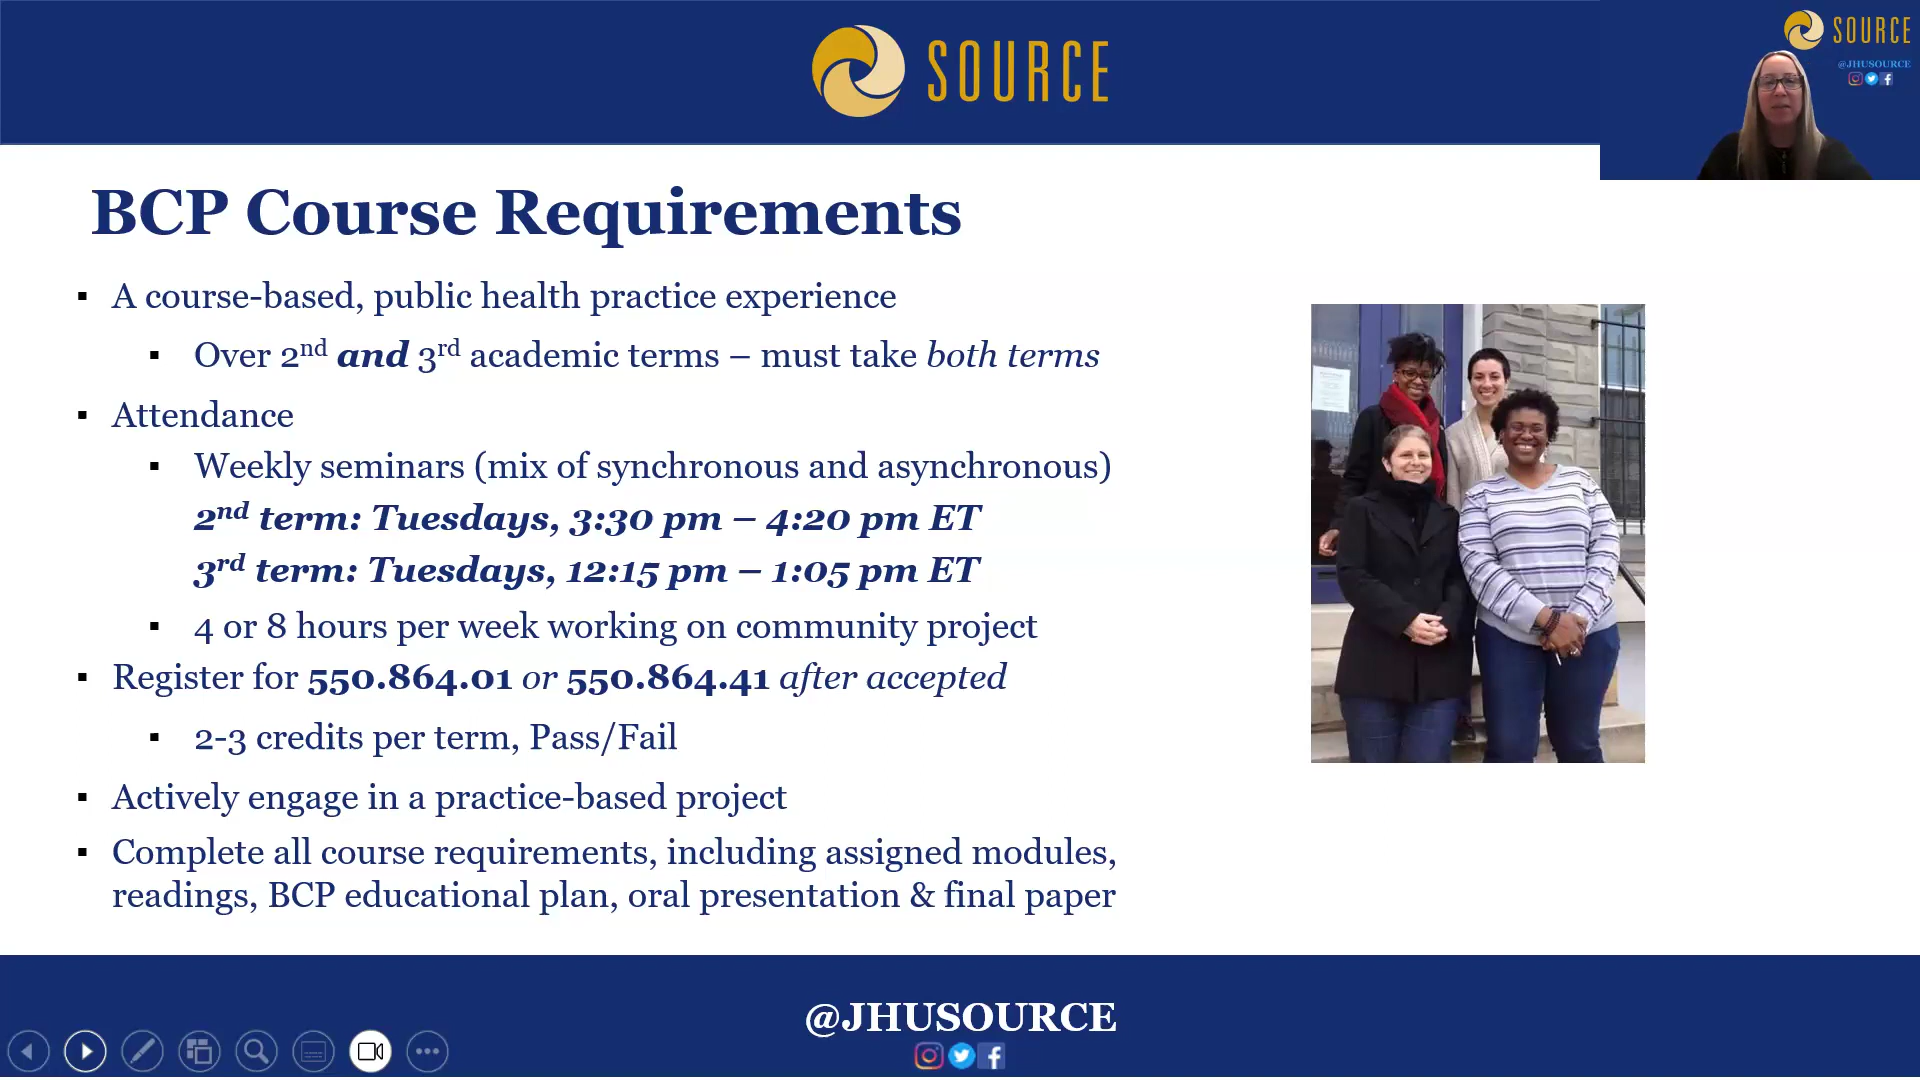 SOURCE
SOURCE
@JHUSOURCE
BCP Course Requirements
▪ A course-based, public health practice experience
▪ Over 2nd and 3rd academic terms – must take both terms
▪ Attendance
▪ Weekly seminars (mix of synchronous and asynchronous)
2nd term: Tuesdays, 3:30 pm – 4:20 pm ET
3rd term: Tuesdays, 12:15 pm – 1:05 pm ET
▪ 4 or 8 hours per week working on community project
▪ Register for 550.864.01 or 550.864.41 after accepted
▪ 2-3 credits per term, Pass/Fail
▪ Actively engage in a practice-based project
▪ Complete all course requirements, including assigned modules,
readings, BCP educational plan, oral presentation & final paper
@JHUSOURCE